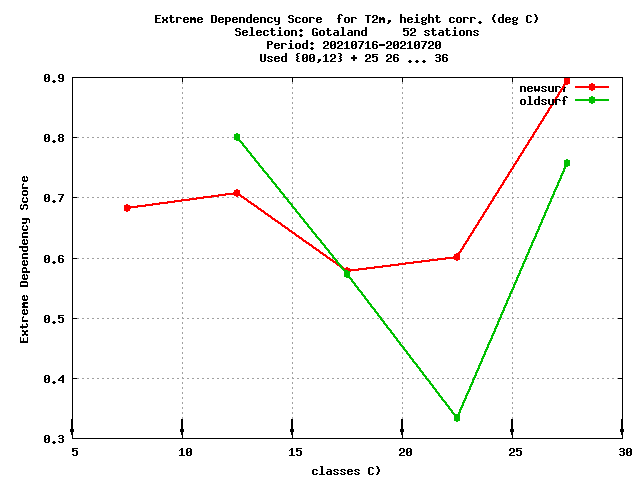 Extreme Dependency Score  for T2m, height corr. (deg C)
Selection: Gotaland     52 stations
Period: 20210716-20210720
Used {00,12} + 25 26 ... 36
newsurf
oldsurf
0.9
0.8
0.7
0.6
0.5
0.4
0.3
Extreme Dependency Score
5 10 15 20 25 30
classes C)